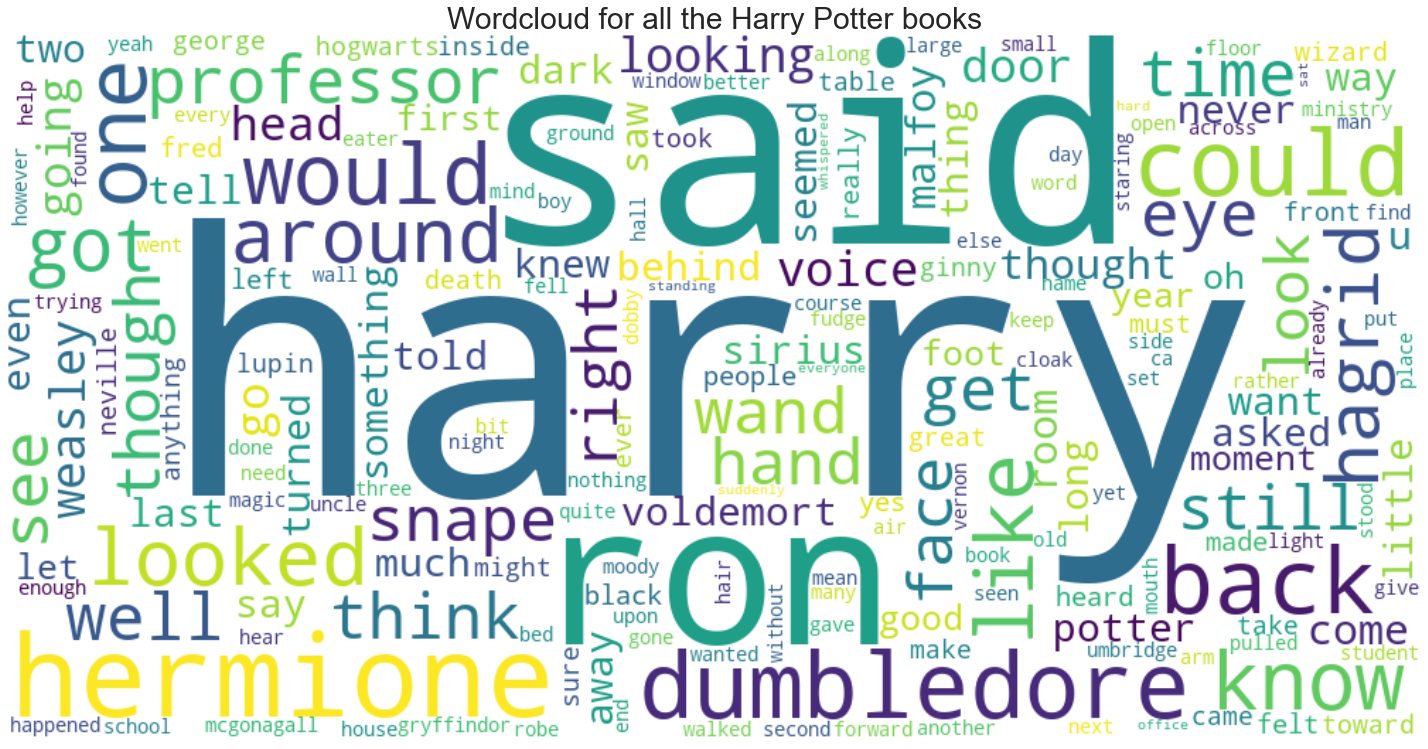 Wordcloud for all the Harry Potter books
two
yeah
george
hogwarts
inside
looking
along
large
small
floor
wizard
help
going
one
professor
dark
window
better
table
door
time
way
sat
every
head
first
saw
took
malfoy
thing
never
ministry
hard
open
across
man
however
found
fred
eater
said
ground
whispered
really
seemed
day
word
staring
could
tell
would
mind
boy
hall
eye
front
find
u
got
went
around
knew
behind
voice
else
ginny
thought
oh
look
hagrid
trying
left
wall
death
fell
standing
dobby
course
name
year
even
weasley
neville
thought
anything
lupin
something
told
right
harry
sirius
fudge
people
everyone
keep
foot
cloak
must
side
ca
set
already
put
place
rather
go
turned
night
bit
ever
wand
get
great
room
want
see
done
need
hand
face
like
long
asked
moment
little
magic
uncle
three
nothing
suddenly
vernon
yet
last
snape
quite
voldemort
yes
air
still
stood
let
enough
looked
much
might
ron
moody
hair
mean
many
book
old
seen
made
light
back
give
well
say
hear
think
bed
black
upon
gone
without
gave
good
heard
mouth
potter
take
pulled
come
hermione
sure
away
end
wanted
dumbledore
make
umbridge
arm
know
student
happened
school
mcgonagall
house
gryffindor
robe
walked
second
forward
another
next
office
came
felt
toward